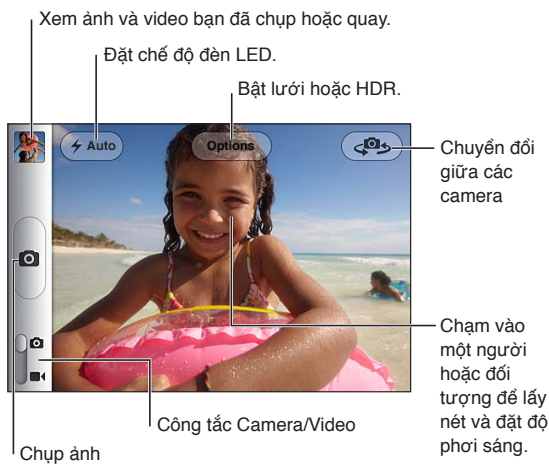 Xem ảnh và video bạn đã chụp hoặc quay.
Đặt chế độ đèn LED.
Bật lưới hoặc HDR.
Auto
Options
Chuyển đổi
giữa các
camera
Chạm vào
một người
hoặc đối
tượng để lấy
nét và đặt độ
phơi sáng.
Công tắc Camera/Video
Chụp ảnh